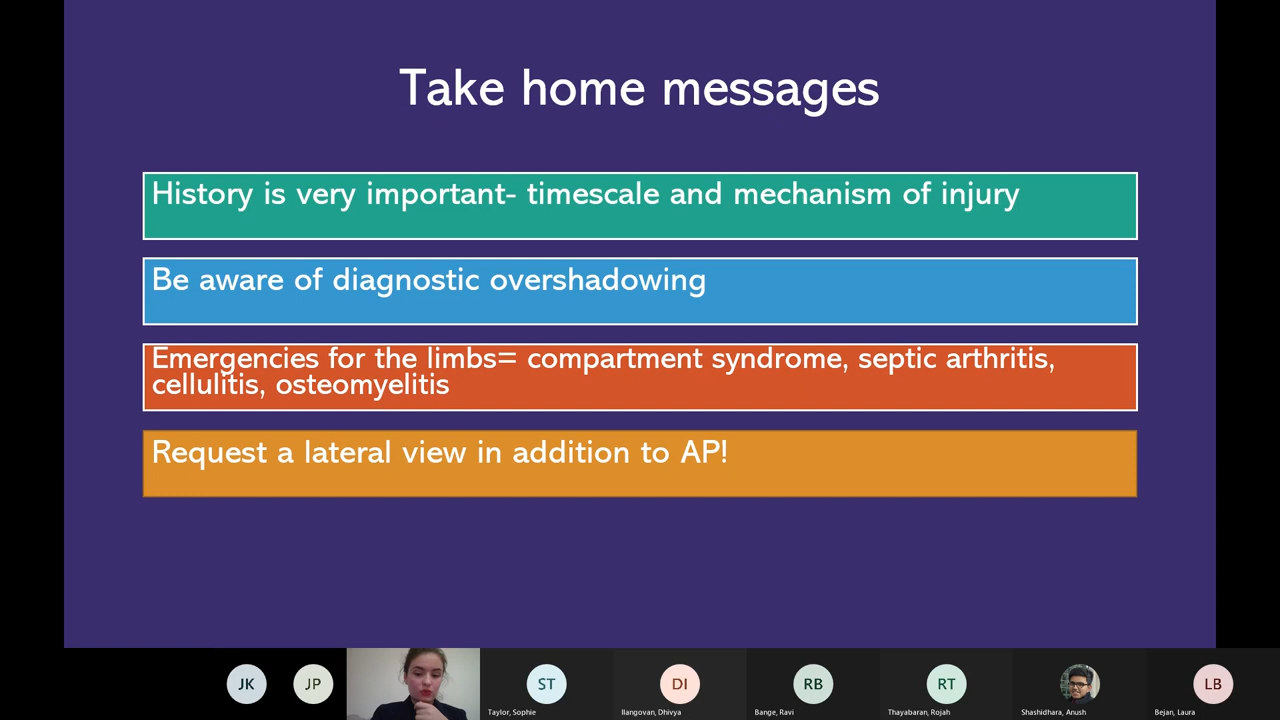 Take home messages
History is very important- timescale and mechanism of injury
Be aware of diagnostic overshadowing
Emergencies for the limbs= compartment syndrome, septic arthritis,
cellulitis, osteomyelitis
Request a lateral view in addition to AP!
JK
JP
ST
DI
RB
RT
LB
Taylor, Sophie
Ilangovan, Dhivya
Bange, Ravi
Thayabaran, Rojah
Shashidhara, Anush
Bejan, Laura